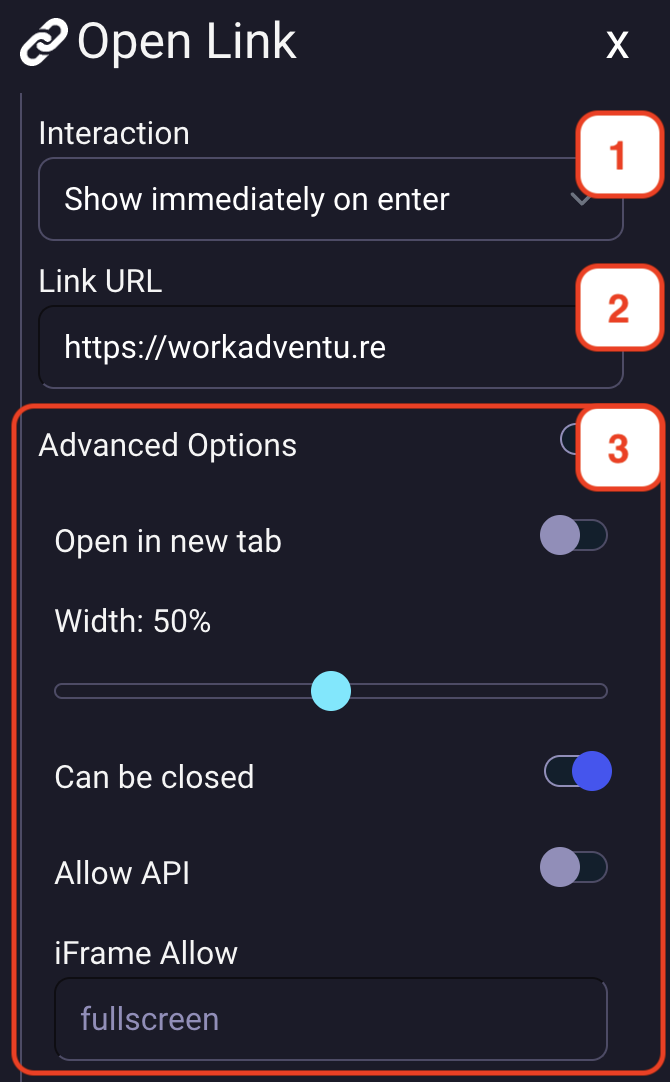 Open Link X
Interaction
1
Show immediately on enter
Link URL
2
https://workadventu.re
Advanced Options
3
Open in new tab
Width: 50%
Can be closed
Allow API
iFrame Allow
fullscreen